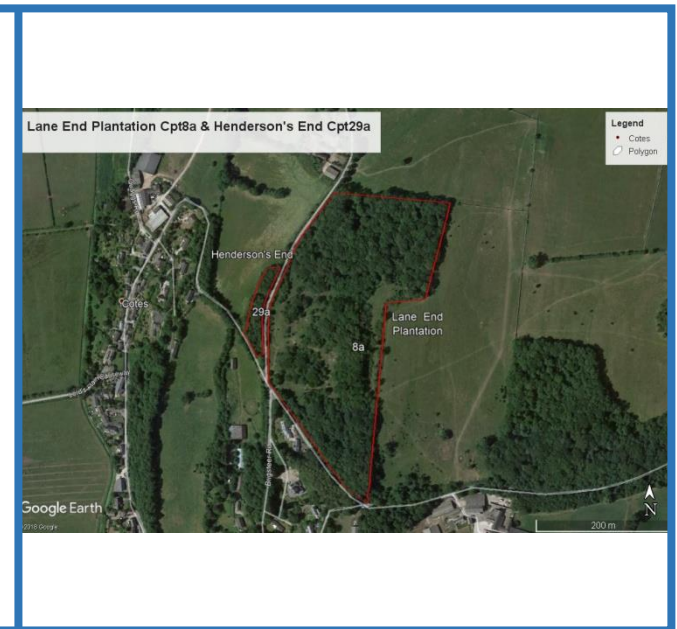 Lane End Plantation Cpt8a & Henderson's End Cpt29a
Legend
Cotes
Polygon
Henderson's End
29a
Cotes
Lane End
Plantation
8a
Google Earth
©2018 Google
N
200 m